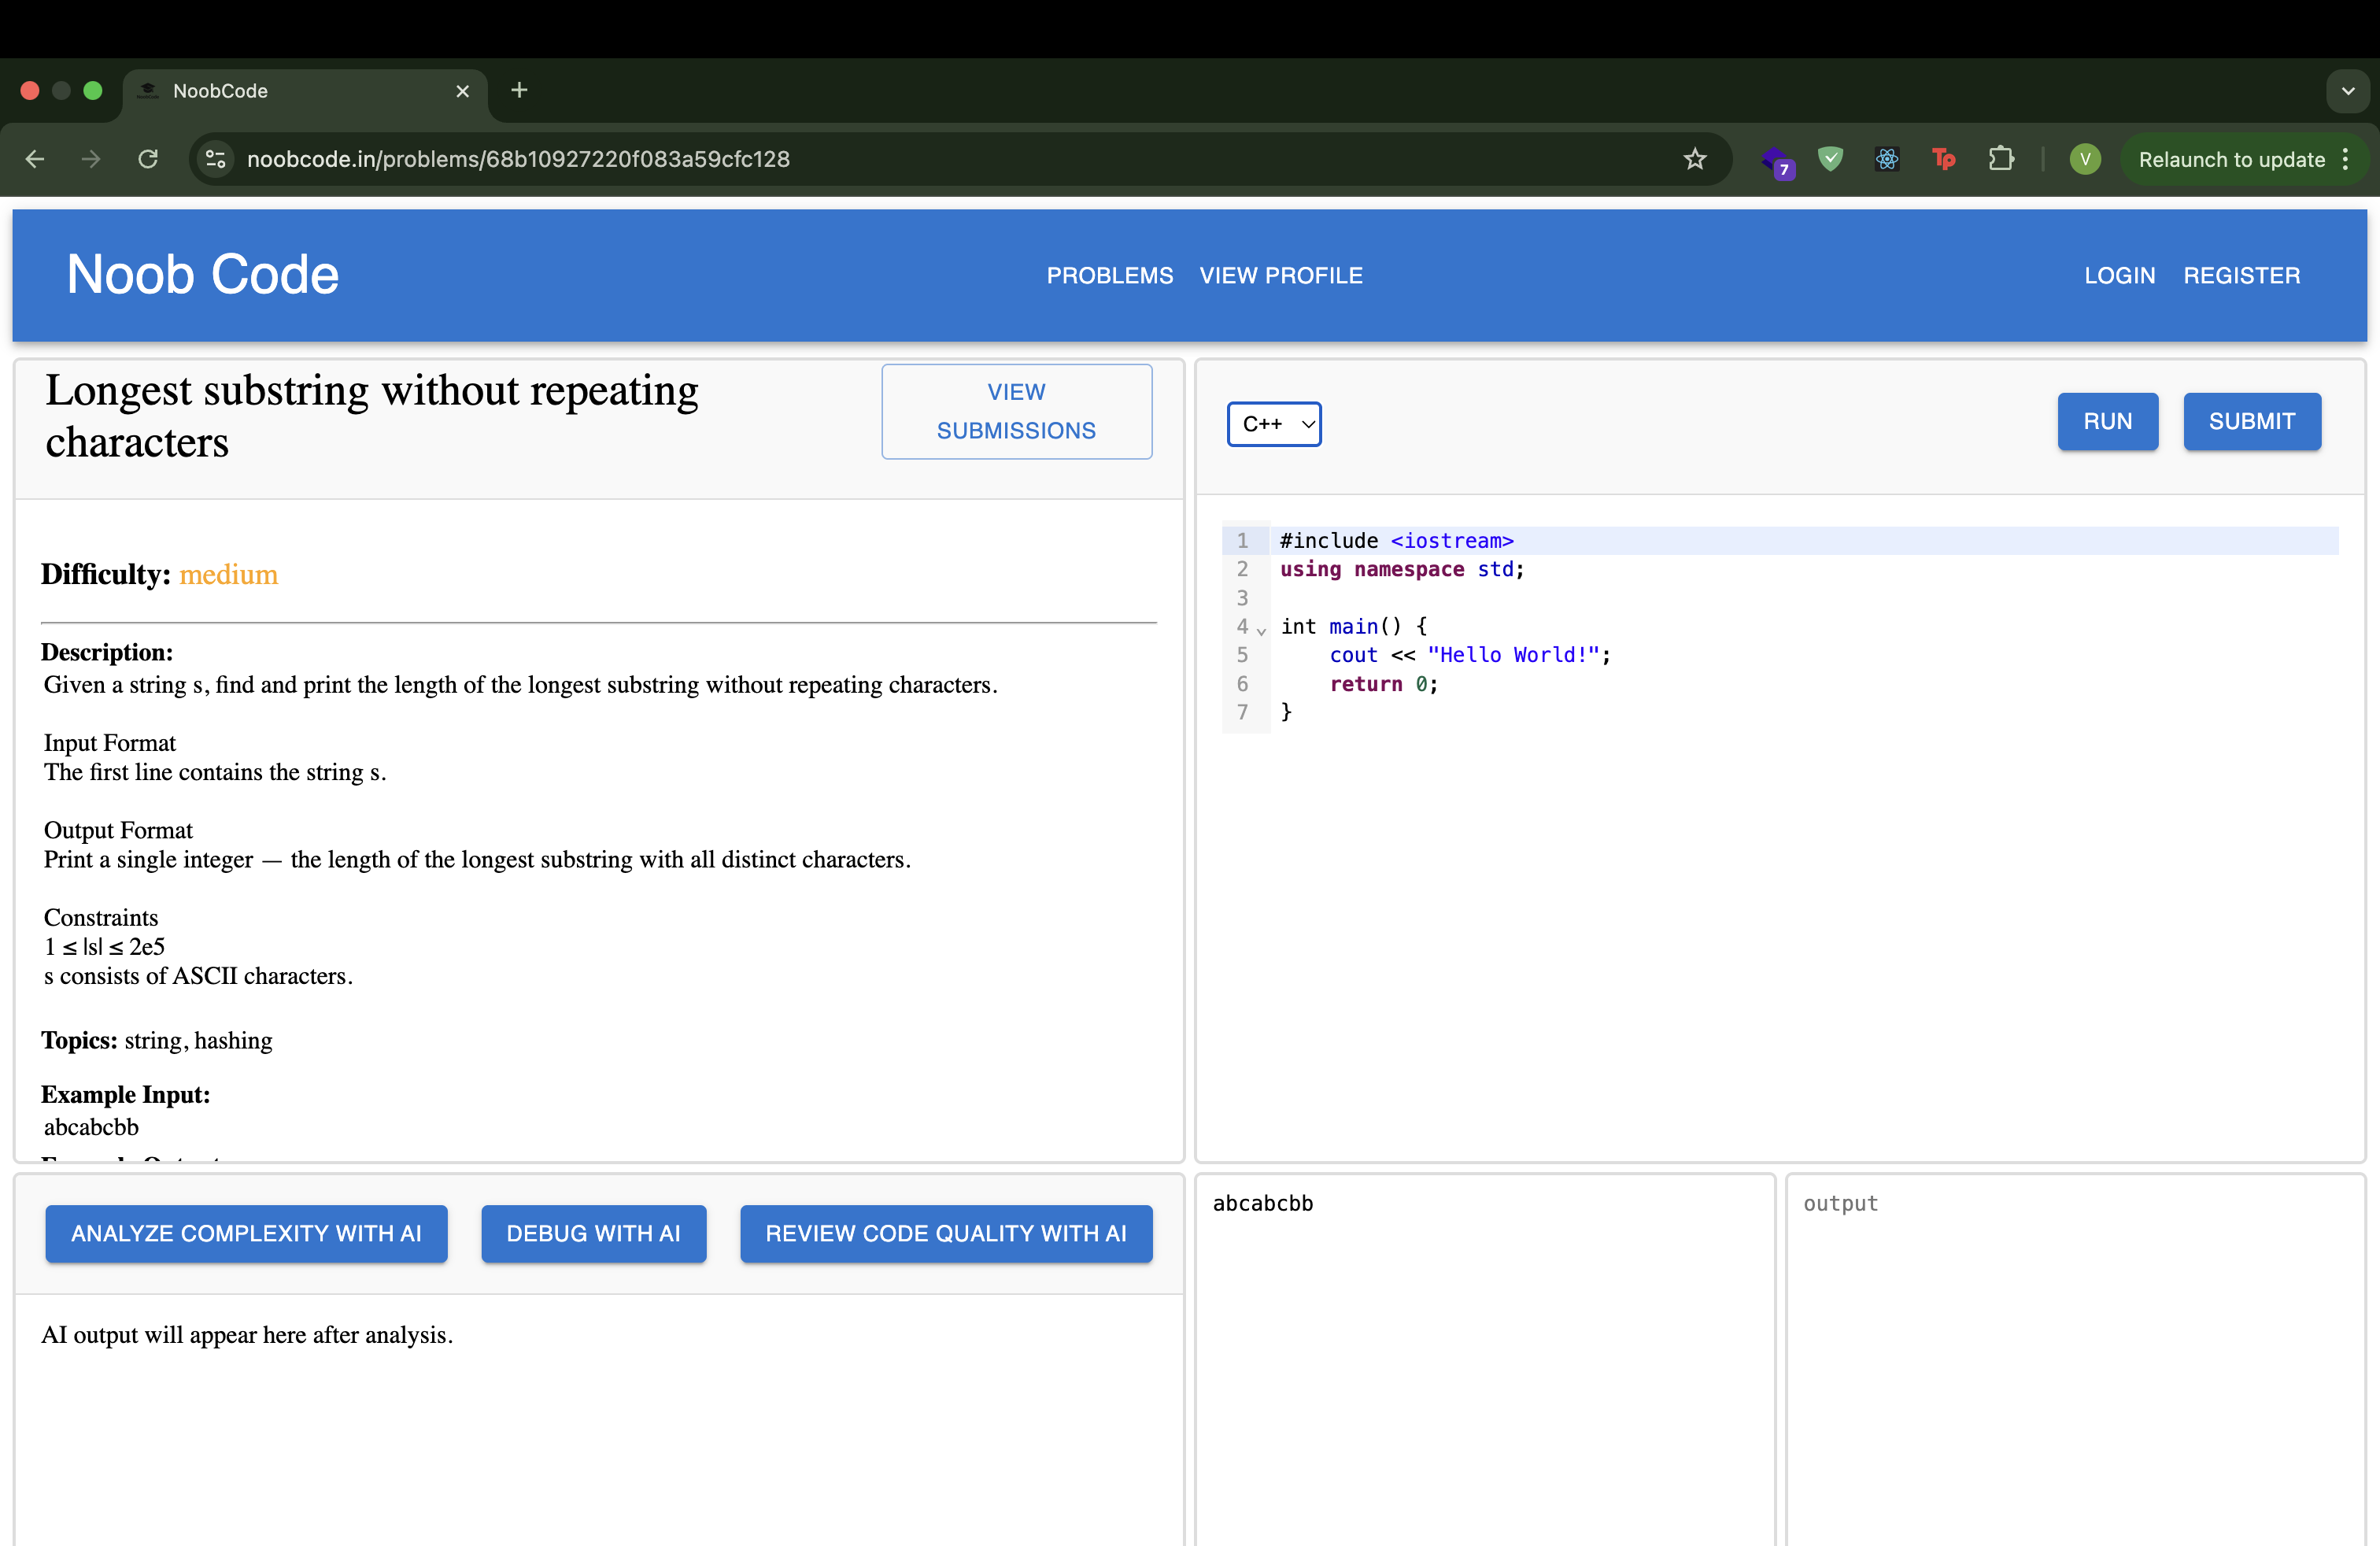 NoobCode
noobcode.in/problems/68b10927220f083a59cfc128
7
Tp
V
Relaunch to update
Noob Code
PROBLEMS
VIEW PROFILE
LOGIN
REGISTER
Longest substring without repeating
characters
VIEW
SUBMISSIONS
Difficulty: medium
Description:
Given a string s, find and print the length of the longest substring without repeating characters.
Input Format
The first line contains the string s.
Output Format
Print a single integer — the length of the longest substring with all distinct characters.
Constraints
1 ≤ |s| ≤ 2e5
s consists of ASCII characters.
Topics: string, hashing
Example Input:
abcabcbb
C++
RUN
SUBMIT
1 #include <iostream>
2 using namespace std;
3
4 int main() {
5     cout << "Hello World!";
6     return 0;
7 }
ANALYZE COMPLEXITY WITH AI
DEBUG WITH AI
REVIEW CODE QUALITY WITH AI
AI output will appear here after analysis.
abcabcbb
output